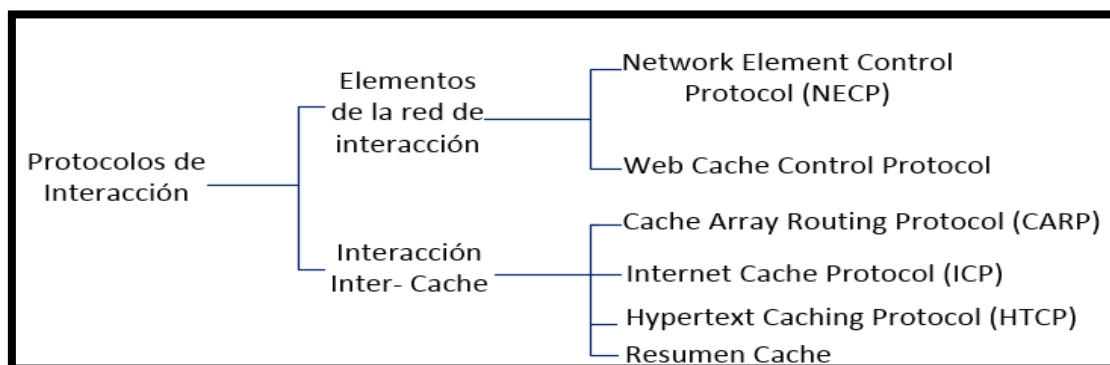 Protocolos de
Interacción
Elementos
de la red de
interacción
Network Element Control
Protocol (NECP)
Web Cache Control Protocol
Interacción
Inter- Cache
Cache Array Routing Protocol (CARP)
Internet Cache Protocol (ICP)
Hypertext Caching Protocol (HTCP)
Resumen Cache